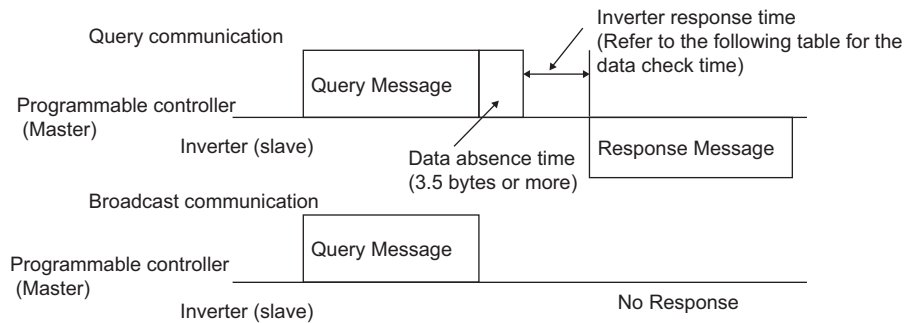 Query communication
Inverter response time
(Refer to the following table for the
data check time)
Query Message
Programmable controller
(Master)
Inverter (slave)
Data absence time
(3.5 bytes or more)
Response Message
Broadcast communication
Query Message
Programmable controller
(Master)
Inverter (slave)
No Response